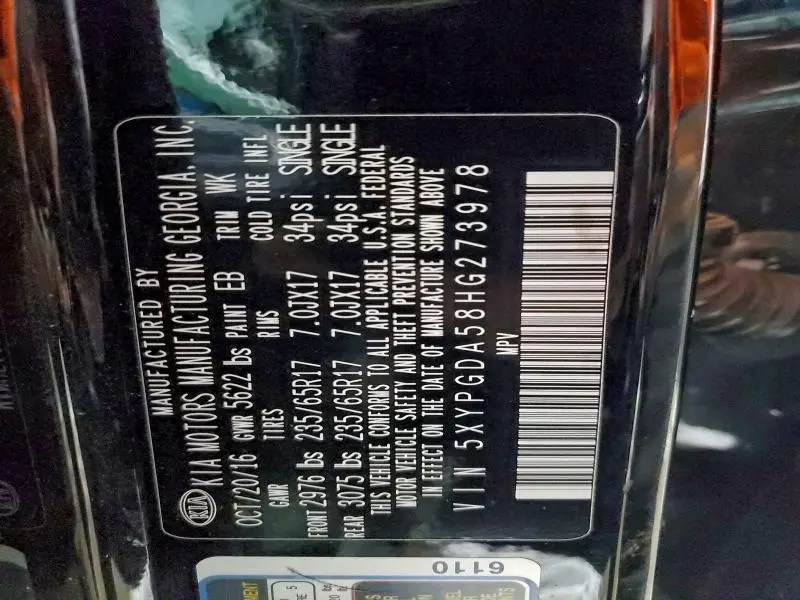 MANUFACTURED BY
KIA KIA MOTORS MANUFACTURING GEORGIA. INC.
OCT/20/16 GVWR 5622 lbs PAINT EB TRIM WK
GAWR TIRES RIMS COLD TIRE INFL
FRONT 2976 lbs 235/65R17 7.0JX17 34psi SINGLE
REAR 3075 lbs 235/65R17 7.0JX17 34psi SINGLE
THIS VEHICLE CONFORMS TO ALL APPLICABLE U.S.A. FEDERAL
MOTOR VEHICLE SAFETY AND THEFT PREVENTION STANDARDS
IN EFFECT ON THE DATE OF MANUFACTURE SHOWN ABOVE
VIN 5XYPGDA58HG273978
MPV
6110